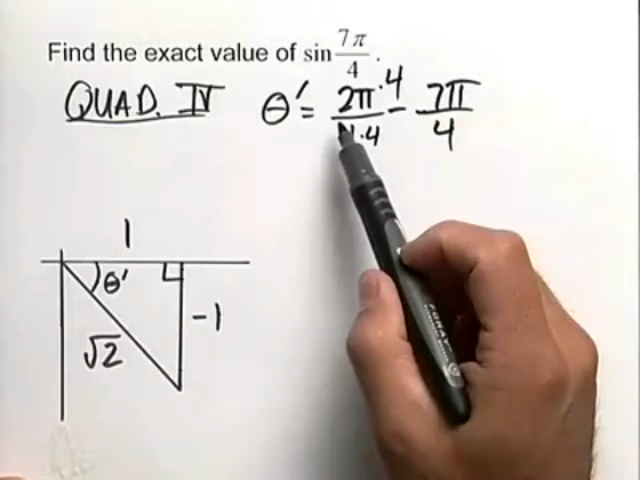 Find the exact value of sin 7π/4 .
QUAD. IV θ' = 2π·4/1·4 - 7π/4
1
θ'
-1
√2
FORAY